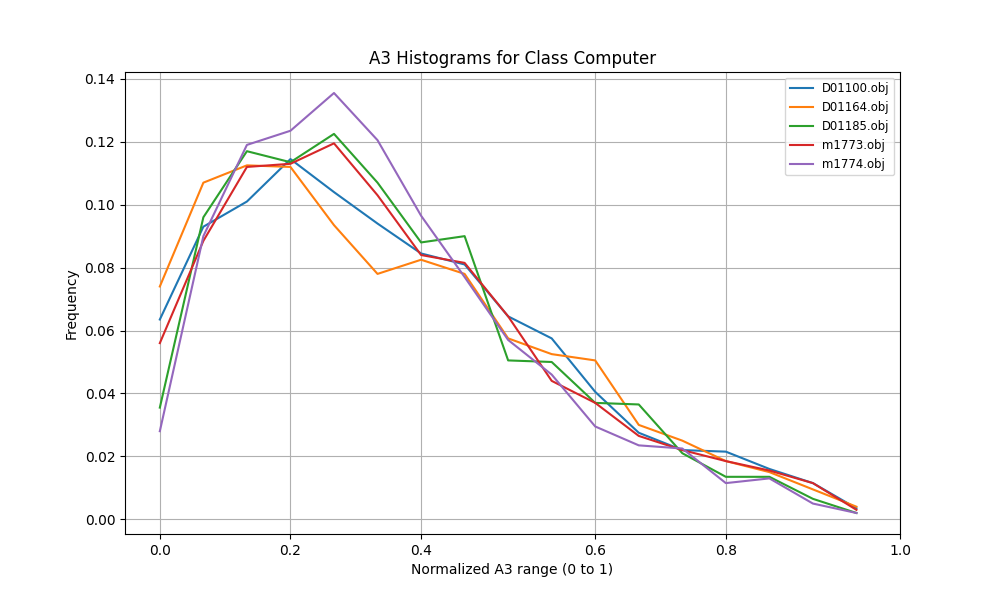 A3 Histograms for Class Computer
0.14
0.12
0.10
0.08
0.06
0.04
0.02
0.00
Frequency
D01100.obj
D01164.obj
D01185.obj
m1773.obj
m1774.obj
0.0 0.2 0.4 0.6 0.8 1.0
Normalized A3 range (0 to 1)